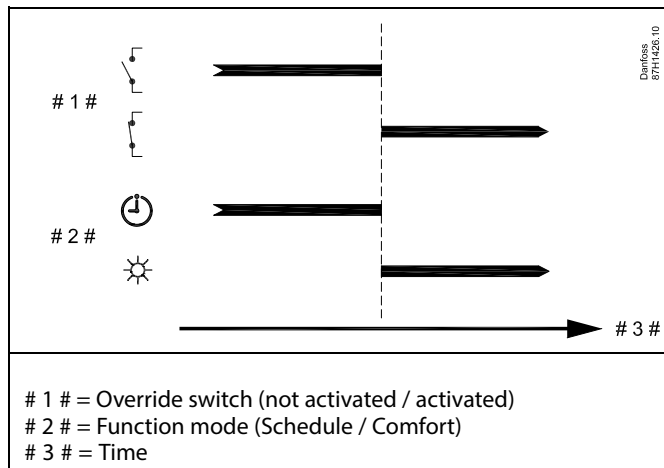 Danfoss
87H1426.10
# 1 #
# 2 #
# 3 #
# 1 # = Override switch (not activated / activated)
# 2 # = Function mode (Schedule / Comfort)
# 3 # = Time